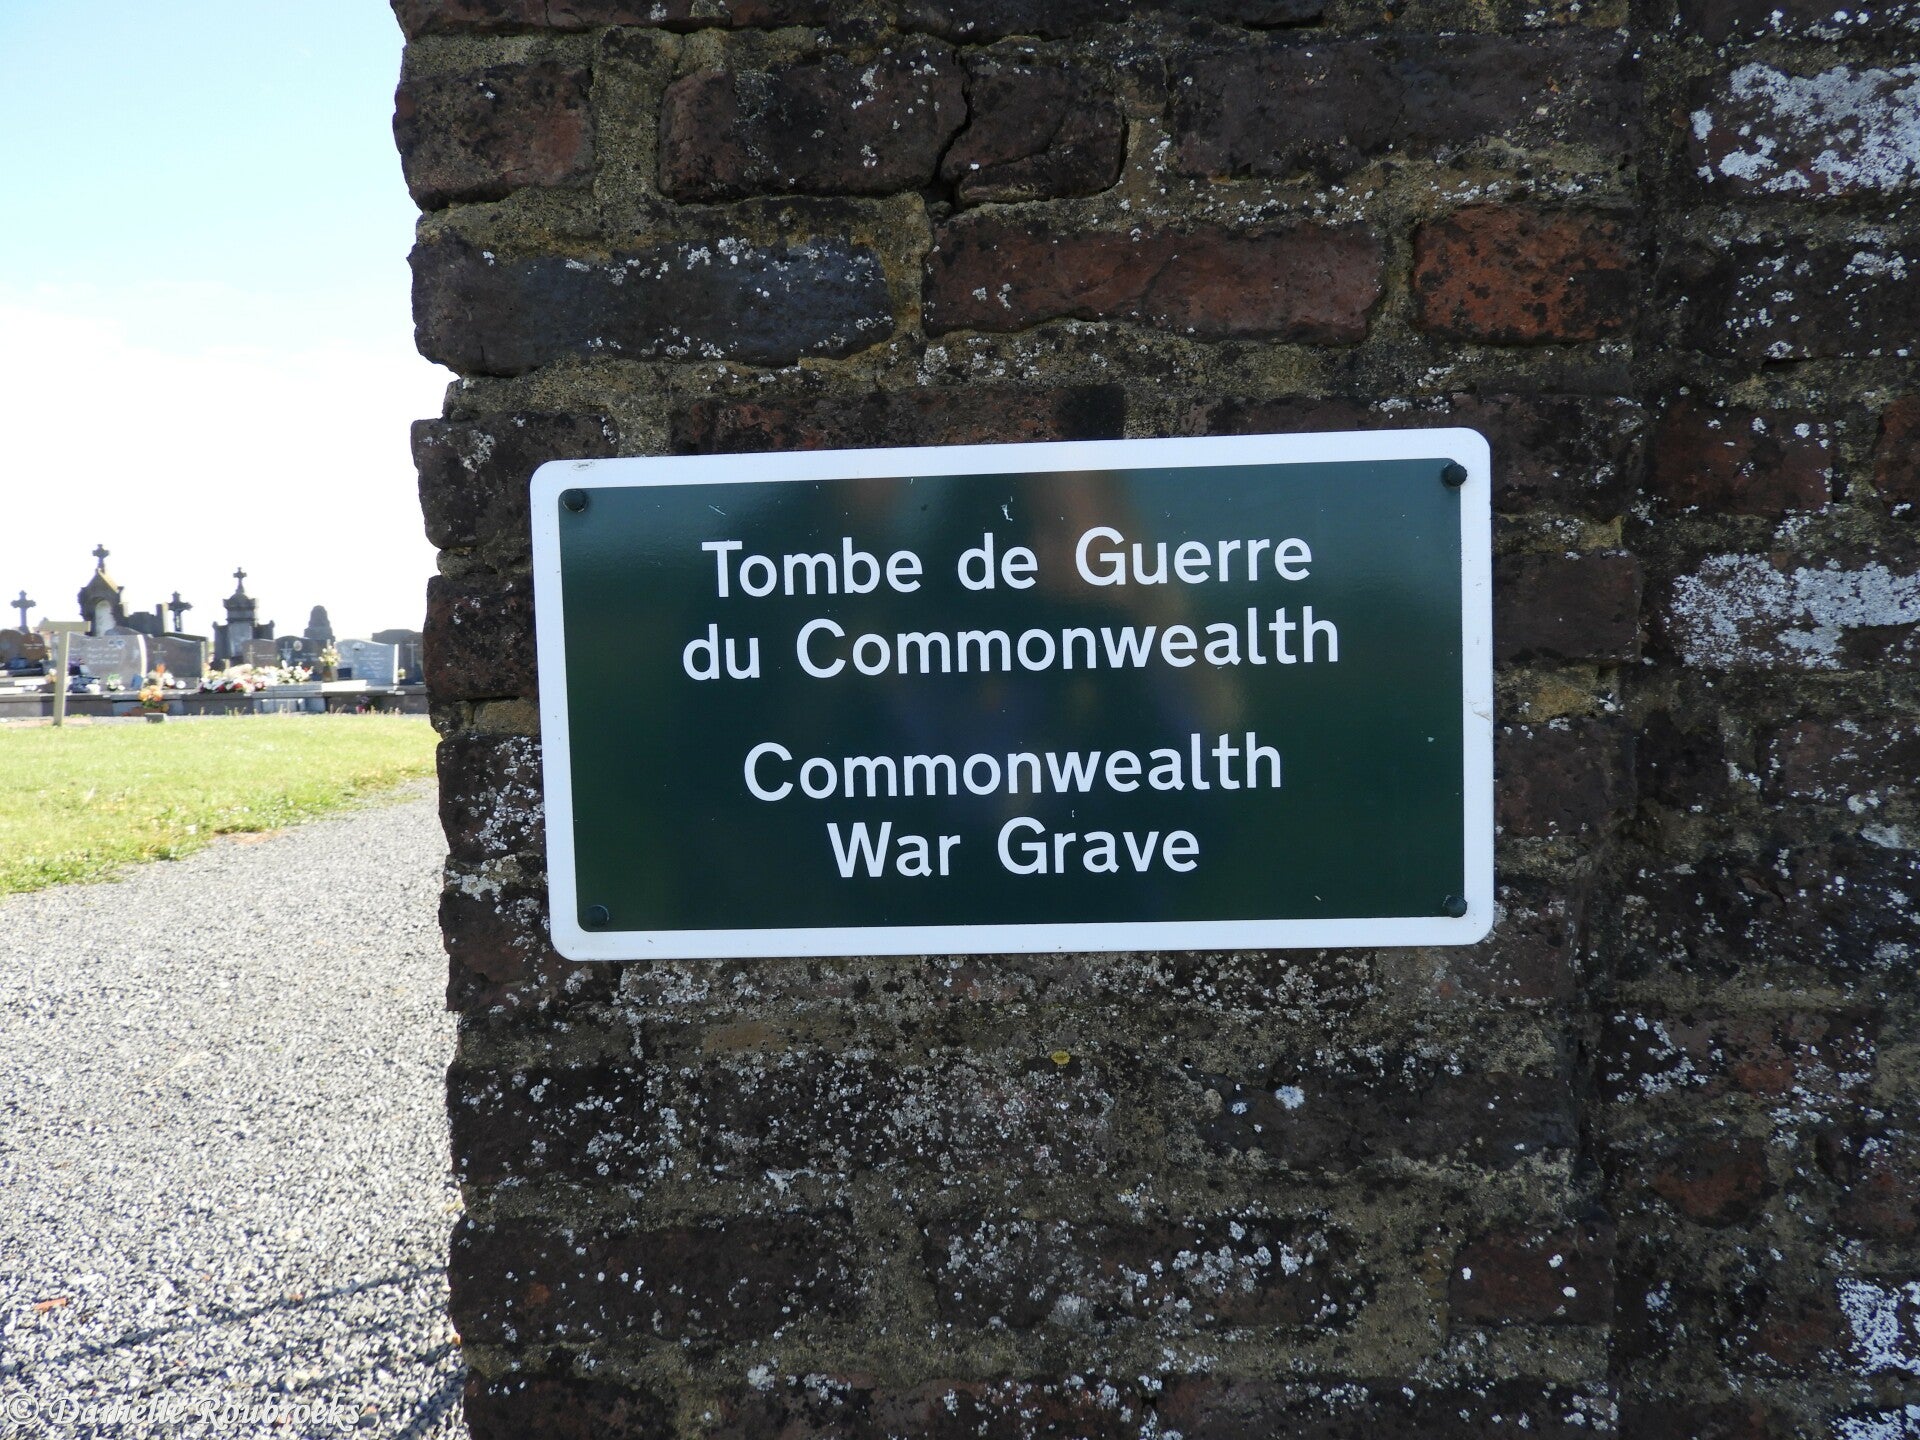 Tombe de Guerre
du Commonwealth
Commonwealth
War Grave
© Danielle Roubroeks